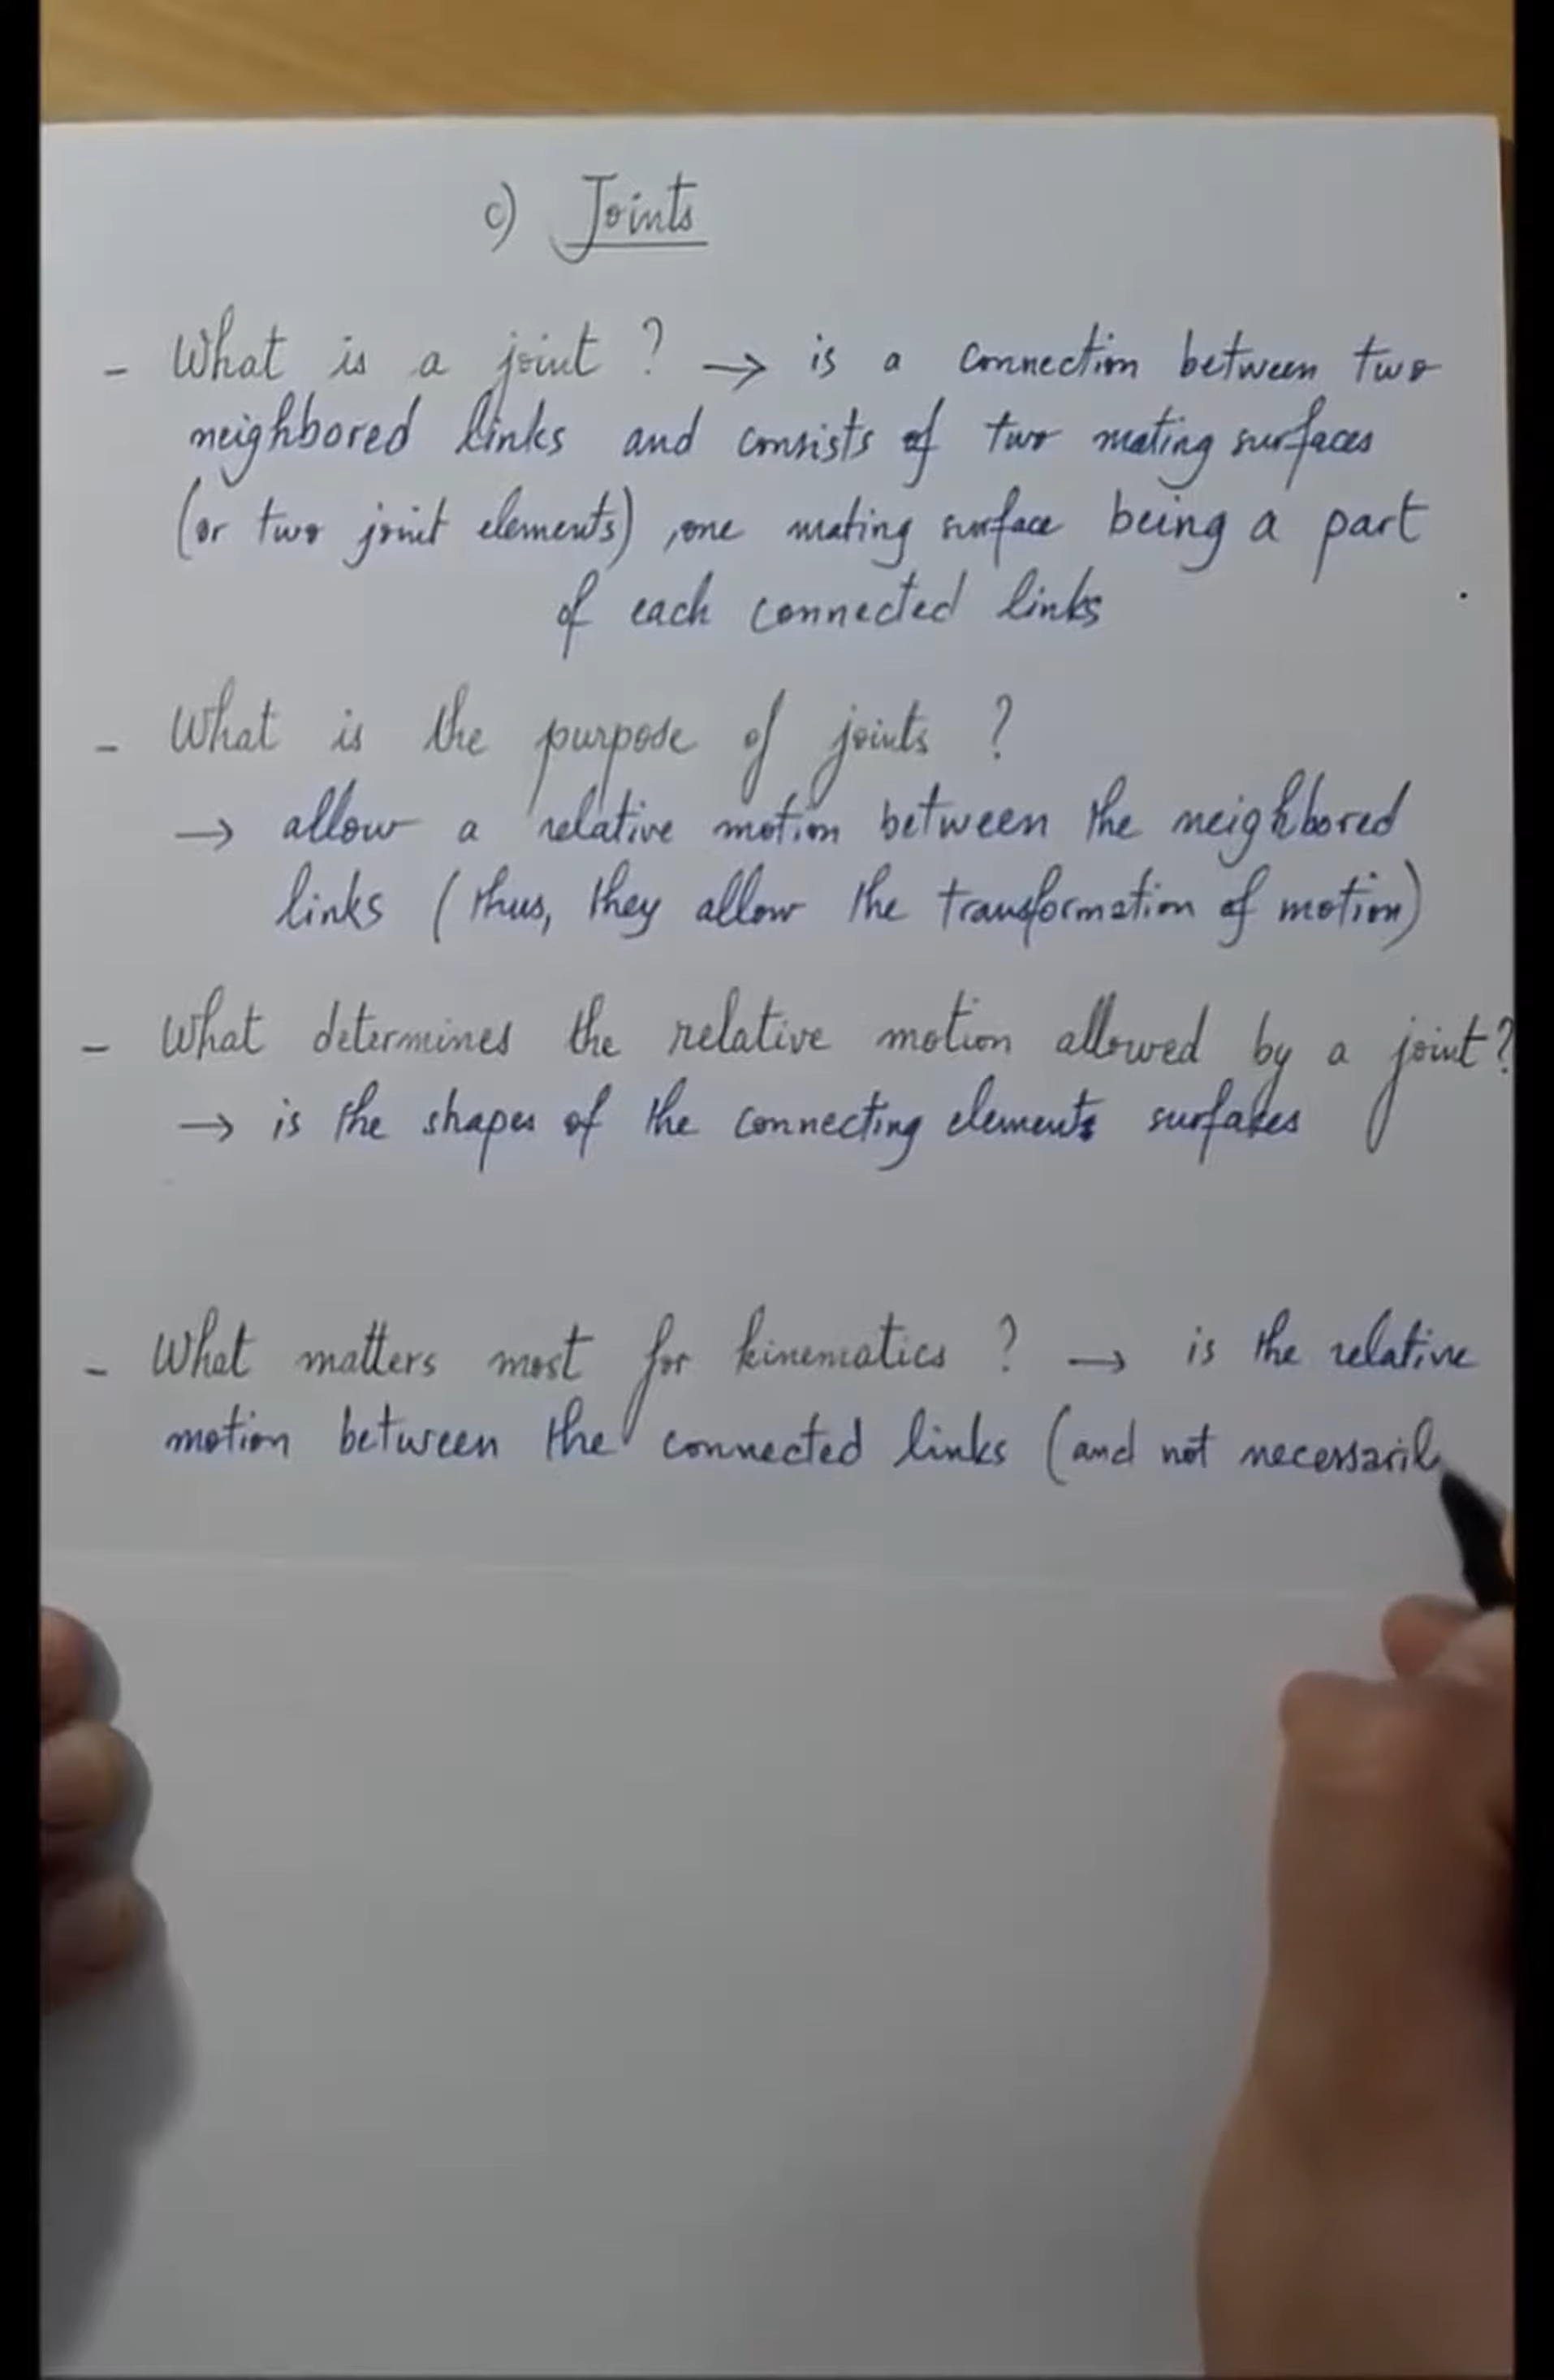 c) Joints
- What is a joint ? → is a connection between two
neighbored links and consists of two mating surfaces
(or two joint elements) , one mating surface being a part
of each connected links
- What is the purpose of joints ?
→ allow a relative motion between the neighbored
links ( thus, they allow the transformation of motion)
- What determines the relative motion allowed by a joint?
→ is the shapes of the connecting elements surfaces
- What matters most for kinematics ? → is the relative
motion between the connected links (and not necessaril